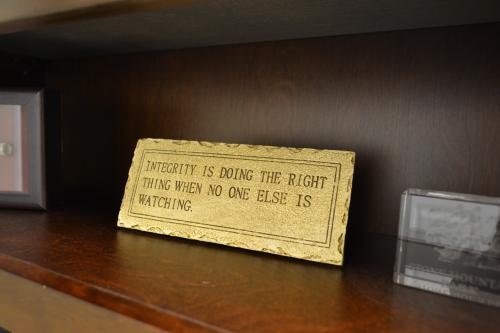 INTEGRITY IS DOING THE RIGHT
THING WHEN NO ONE ELSE IS
WATCHING.